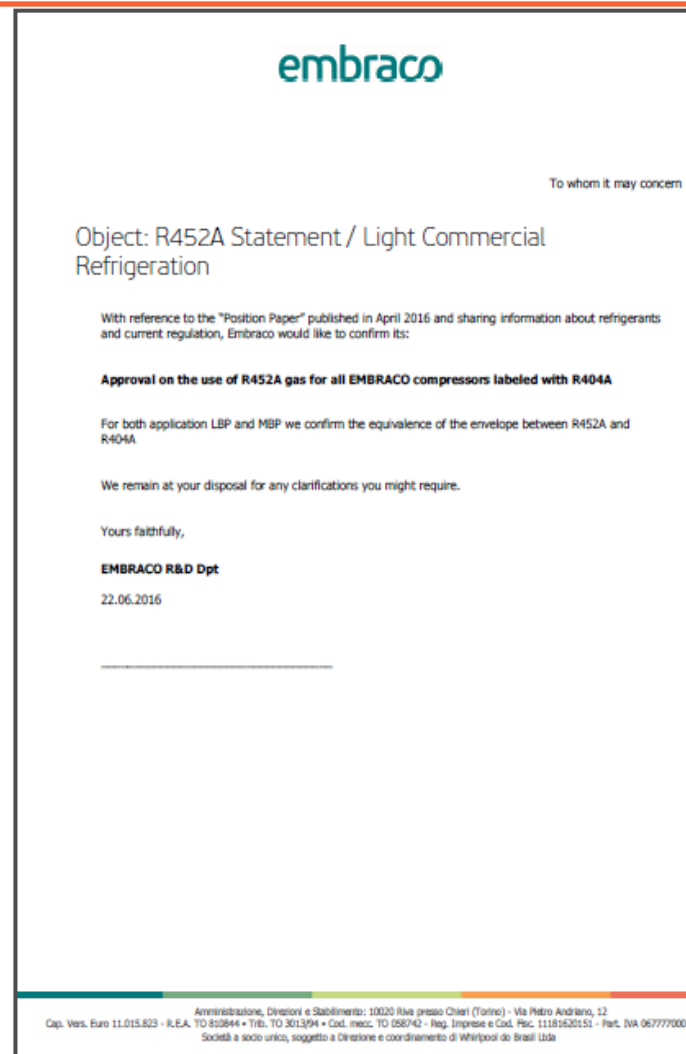 embraco
To whom it may concern
Object: R452A Statement / Light Commercial
Refrigeration
With reference to the "Position Paper" published in April 2016 and sharing information about refrigerants
and current regulation, Embraco would like to confirm its:
Approval on the use of R452A gas for all EMBRACO compressors labeled with R404A
For both application LBP and MBP we confirm the equivalence of the envelope between R452A and
R404A
We remain at your disposal for any clarifications you might require.
Yours faithfully,
EMBRACO R&D Dpt
22.06.2016
Amministrazione, Direzioni e Stabilimento: 10020 Riva presso Chieri (Torino) - Via Pietro Andriano, 12
Cap. Vers. Euro 11.015.823 - R.E.A. TO 810844 • Trib. TO 3013/94 • Cod. mecc. TO 058742 - Reg. Imprese e Cod. Fisc. 11181620151 - Part. IVA 067777000
Società a socio unico, soggetto a Direzione e coordinamento di Whirlpool do Brasil Ltda